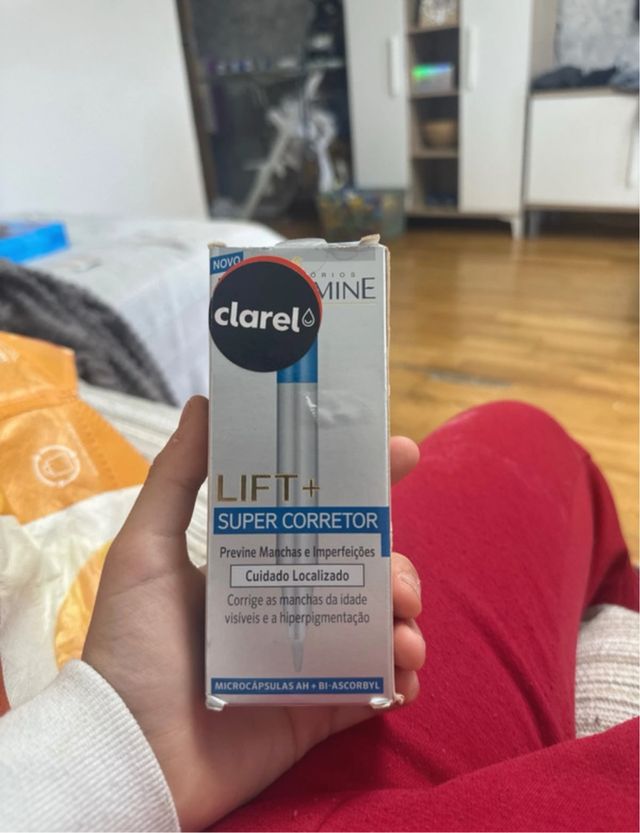 NOVO
clarel
ÓRIOS
MINE
LIFT+
SUPER CORRETOR
Previne Manchas e Imperfeições
Cuidado Localizado
Corrige as manchas da idade
visíveis e a hiperpigmentação
MICROCÁPSULAS AH + BI-ASCORBYL